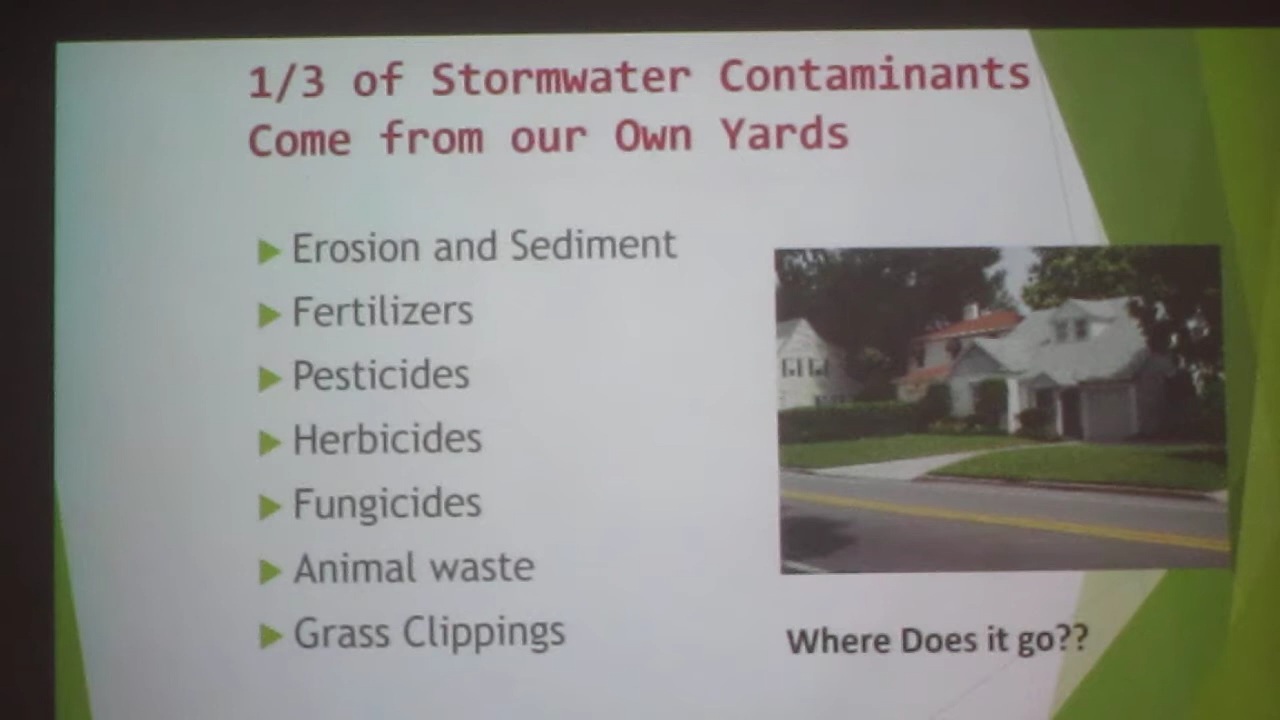 1/3 of Stormwater Contaminants
Come from our Own Yards
Erosion and Sediment
Fertilizers
Pesticides
Herbicides
Fungicides
Animal waste
Grass Clippings
Where Does it go??